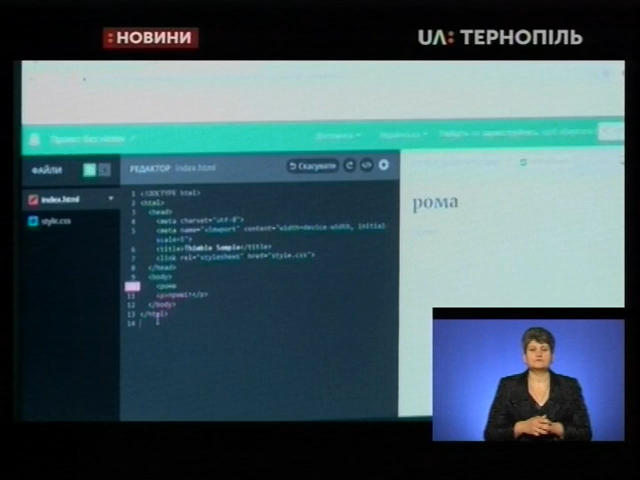 :НОВИНИ
UA: ТЕРНОПІЛЬ
Проект без назви
ФАЙЛИ
РЕДАКТОР: index.html
Скасувати
index.html
style.css
рома
1 <!DOCTYPE html>
2 <html>
3 <head>
4 <meta charset="utf-8">
5 <meta name="viewport" content="width=device-width, initial-
scale=1">
6 <title>Thimble Sample</title>
7 <link rel="stylesheet" href="style.css">
8 </head>
9 <body>
<рома
11
12 </body>
13 </html>
14